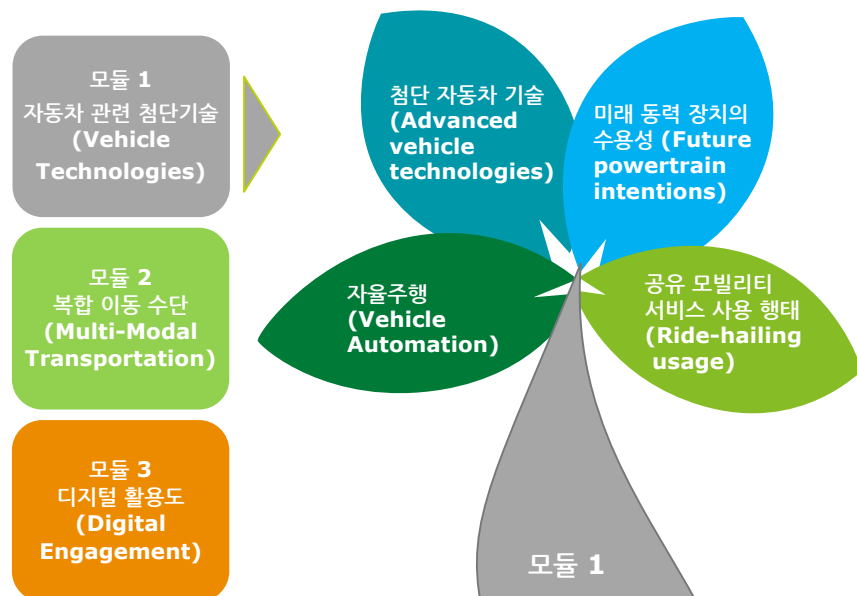 모듈 1
자동차 관련 첨단기술
(Vehicle
Technologies)
모듈 2
복합 이동 수단
(Multi-Modal
Transportation)
모듈 3
디지털 활용도
(Digital
Engagement)
첨단 자동차 기술
(Advanced
vehicle
technologies)
미래 동력 장치의
수용성 (Future
powertrain
intentions)
자율주행
(Vehicle
Automation)
공유 모빌리티
서비스 사용 행태
(Ride-hailing
usage)
모듈 1